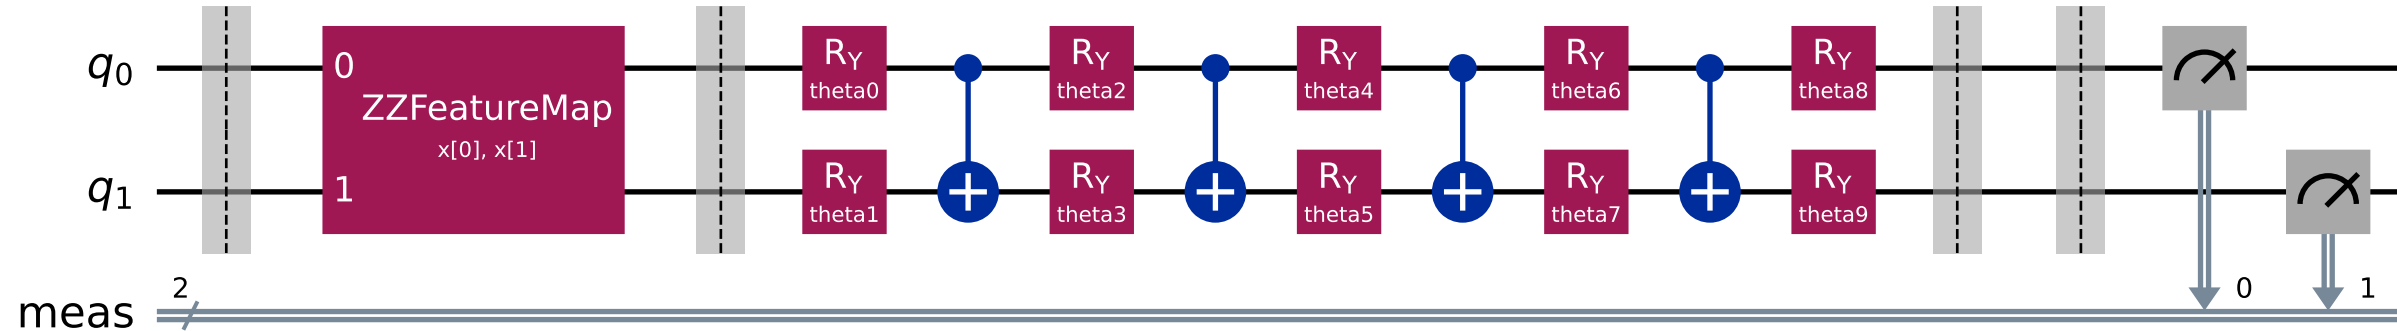 q0
0
ZZFeatureMap
x[0], x[1]
1
RY
theta0
RY
theta2
RY
theta4
RY
theta6
RY
theta8
q1
RY
theta1
RY
theta3
RY
theta5
RY
theta7
RY
theta9
meas
2
0
1